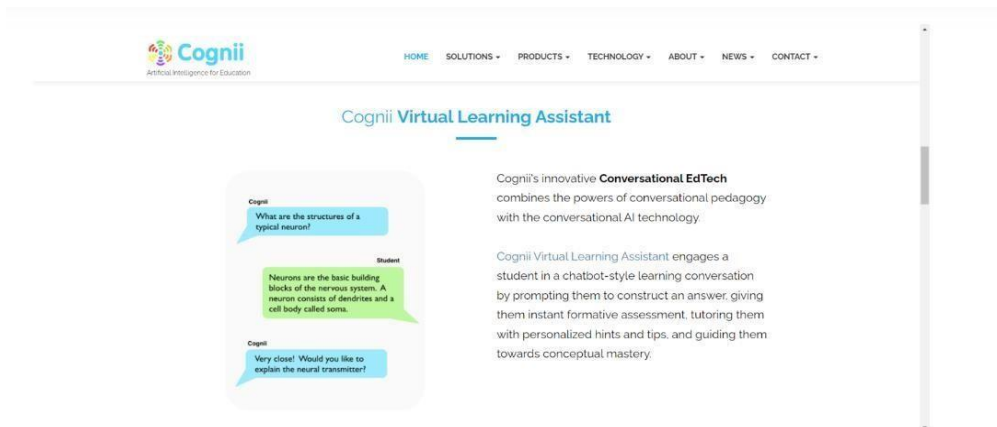 Cognii
Artificial Intelligence for Education
HOME SOLUTIONS PRODUCTS TECHNOLOGY ABOUT NEWS CONTACT
Cognii Virtual Learning Assistant
Cognii
What are the structures of a
typical neuron?
Student
Neurons are the basic building
blocks of the nervous system. A
neuron consists of dendrites and a
cell body called soma.
Cognii
Very close! Would you like to
explain the neural transmitter?
Cognii's innovative Conversational EdTech
combines the powers of conversational pedagogy
with the conversational AI technology
Cognii Virtual Learning Assistant engages a
student in a chatbot-style learning conversation
by prompting them to construct an answer, giving
them instant formative assessment, tutoring them
with personalized hints and tips, and guiding them
towards conceptual mastery.